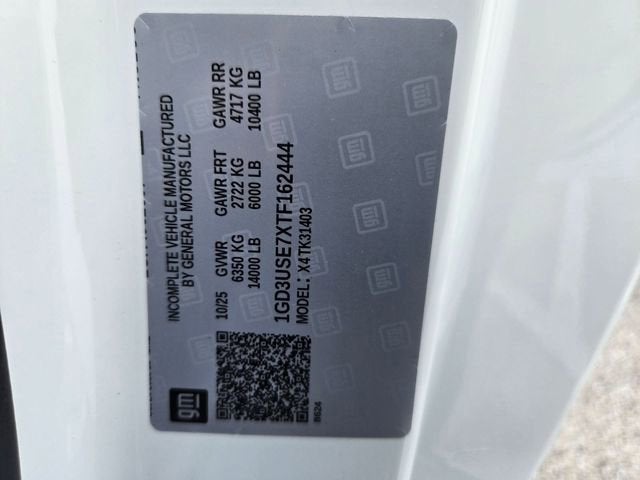 INCOMPLETE VEHICLE MANUFACTURED
BY GENERAL MOTORS LLC
10/25 GVWR GAWR FRT GAWR RR
6350 KG 2722 KG 4717 KG
14000 LB 6000 LB 10400 LB
1GD3USE7XTF162444
MODEL: X4TK31403
gm
B624